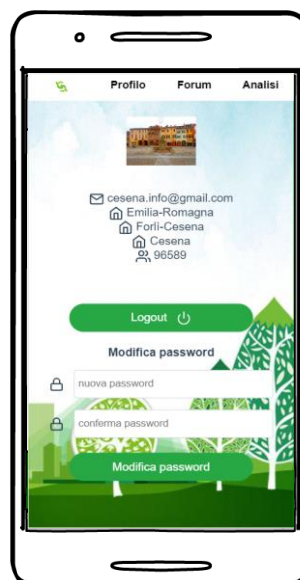 Profilo Forum Analisi
cesena.info@gmail.com
Emilia-Romagna
Forlì-Cesena
Cesena
96589
Logout
Modifica password
nuova password
conferma password
Modifica password